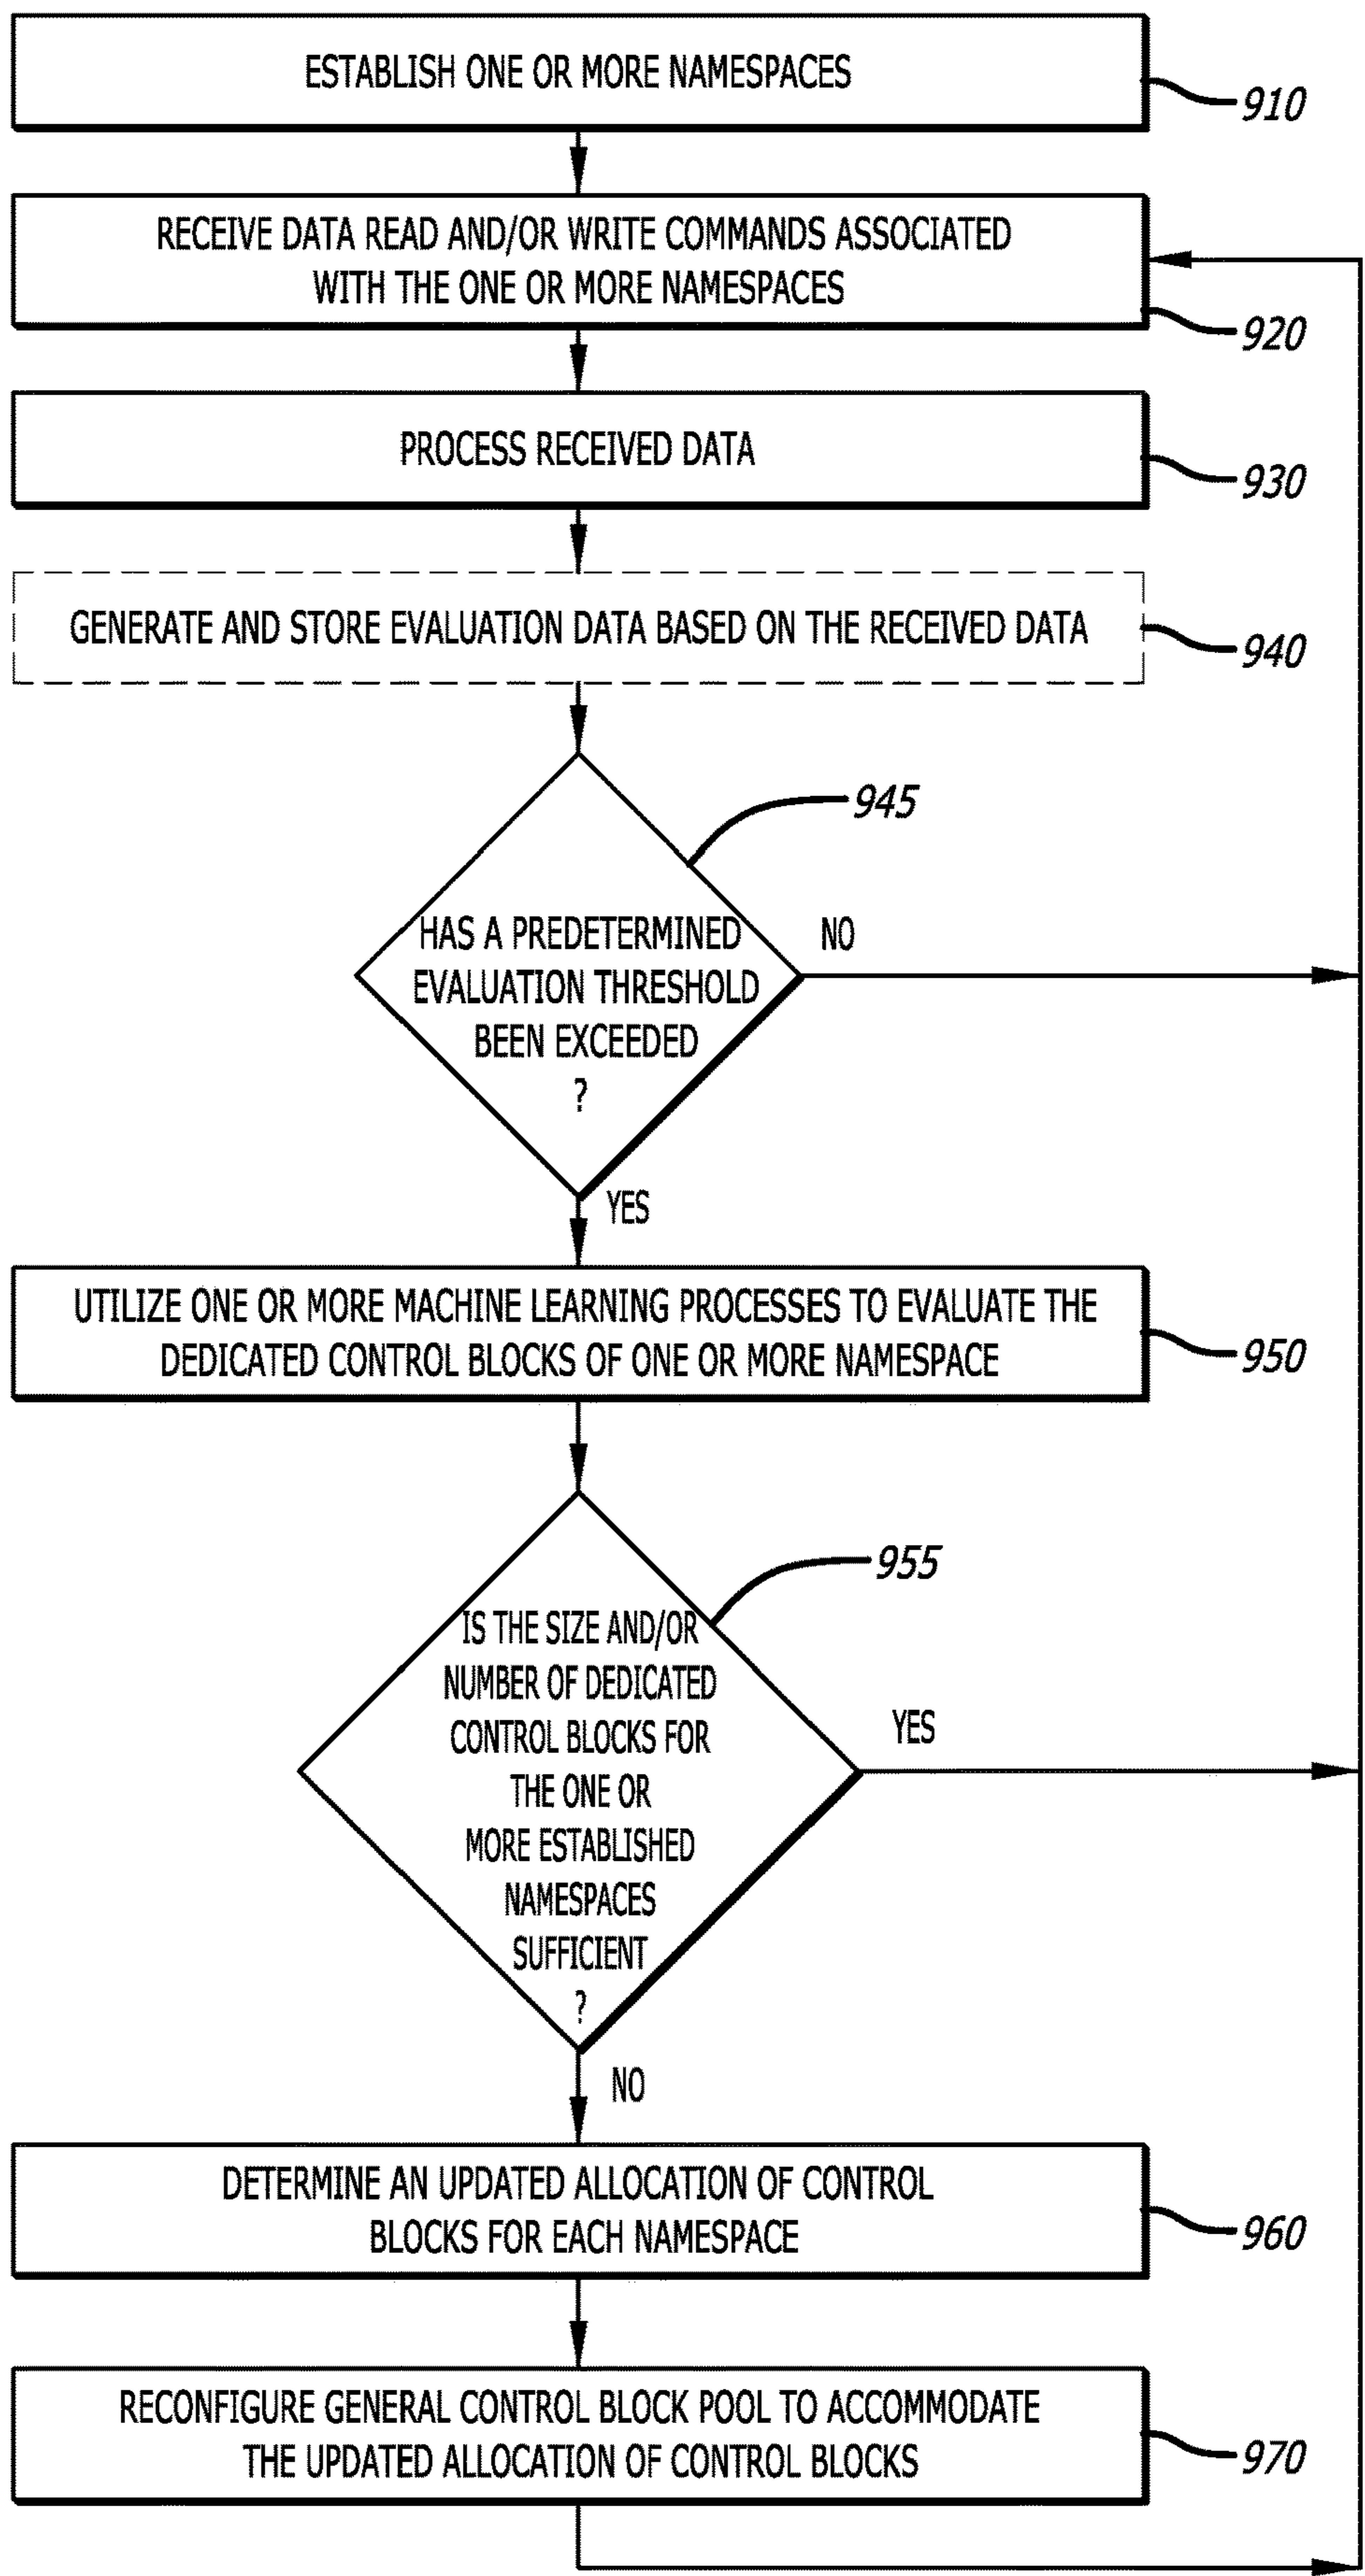 ESTABLISH ONE OR MORE NAMESPACES
910
RECEIVE DATA READ AND/OR WRITE COMMANDS ASSOCIATED
WITH THE ONE OR MORE NAMESPACES
920
PROCESS RECEIVED DATA
930
GENERATE AND STORE EVALUATION DATA BASED ON THE RECEIVED DATA
940
945
HAS A PREDETERMINED
EVALUATION THRESHOLD
BEEN EXCEEDED
?
NO
YES
UTILIZE ONE OR MORE MACHINE LEARNING PROCESSES TO EVALUATE THE
DEDICATED CONTROL BLOCKS OF ONE OR MORE NAMESPACE
950
955
IS THE SIZE AND/OR
NUMBER OF DEDICATED
CONTROL BLOCKS FOR
THE ONE OR
MORE ESTABLISHED
NAMESPACES
SUFFICIENT
?
YES
NO
DETERMINE AN UPDATED ALLOCATION OF CONTROL
BLOCKS FOR EACH NAMESPACE
960
RECONFIGURE GENERAL CONTROL BLOCK POOL TO ACCOMMODATE
THE UPDATED ALLOCATION OF CONTROL BLOCKS
970